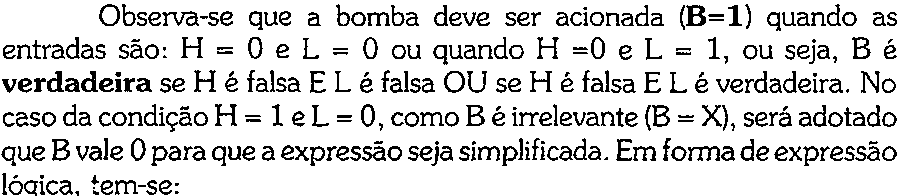 Observa-se que a bomba deve ser acionada (B=1) quando as
entradas são: H = 0 e L = 0 ou quando H =0 e L = 1, ou seja, B é
verdadeira se H é falsa E L é falsa OU se H é falsa E L é verdadeira. No
caso da condição H = 1 e L = 0, como B é irrelevante (B = X), será adotado
que B vale 0 para que a expressão seja simplificada. Em forma de expressão
lógica, tem-se: